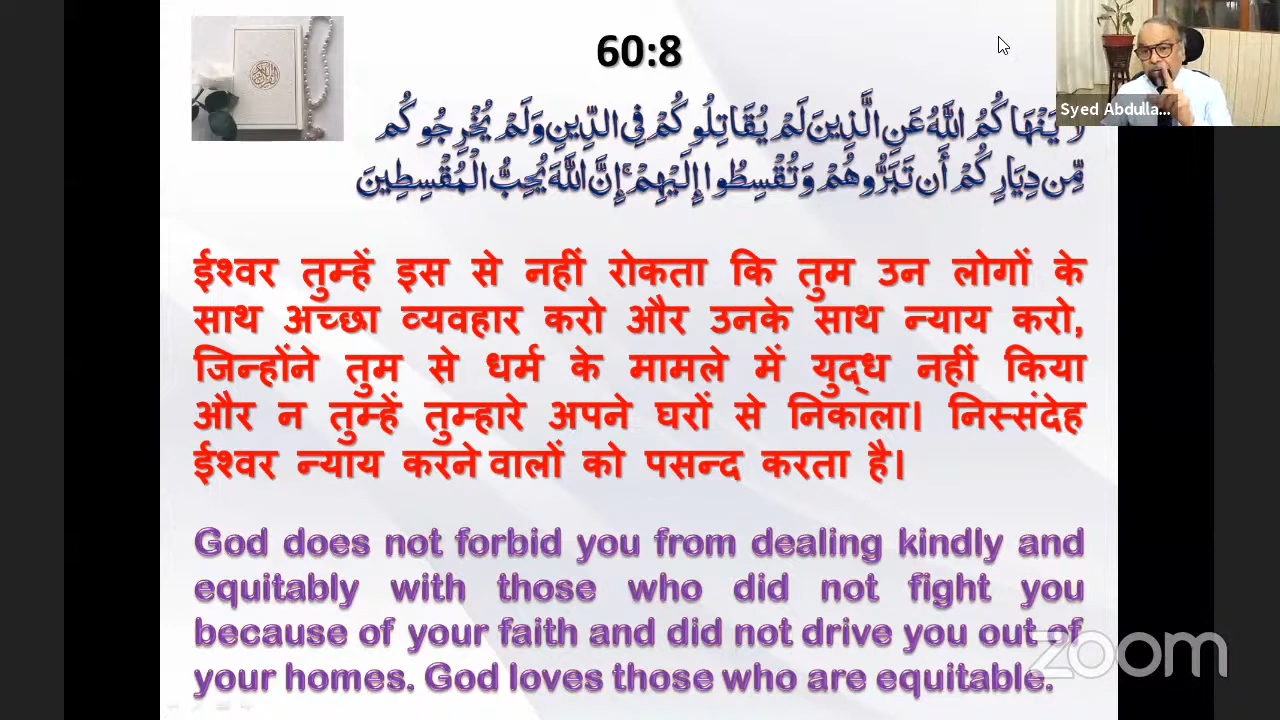 60:8
Syed Abdulla...
لَا يَنْهَاكُمُ اللَّهُ عَنِ الَّذِينَ لَمْ يُقَاتِلُوكُمْ فِي الدِّينِ وَلَمْ يُخْرِجُوكُم
مِّن دِيَارِكُمْ أَن تَبَرُّوهُمْ وَتُقْسِطُوا إِلَيْهِمْ ۚ إِنَّ اللَّهَ يُحِبُّ الْمُقْسِطِينَ
ईश्वर तुम्हें इस से नहीं रोकता कि तुम उन लोगों के
साथ अच्छा व्यवहार करो और उनके साथ न्याय करो,
जिन्होंने तुम से धर्म के मामले में युद्ध नहीं किया
और न तुम्हें तुम्हारे अपने घरों से निकाला। निस्संदेह
ईश्वर न्याय करने वालों को पसन्द करता है।
God does not forbid you from dealing kindly and
equitably with those who did not fight you
because of your faith and did not drive you out of
your homes. God loves those who are equitable.
zoom